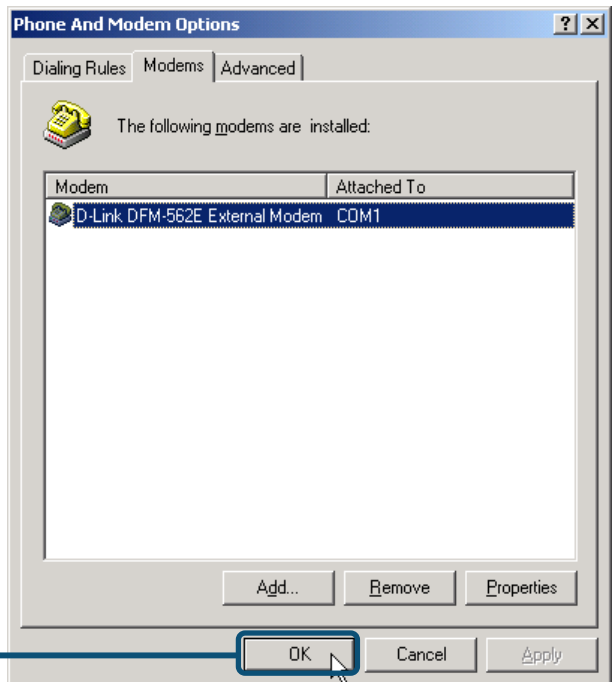 Phone And Modem Options
Dialing Rules Modems Advanced
The following modems are installed:
Modem Attached To
D-Link DFM-562E External Modem COM1
Add... Remove Properties
OK Cancel Apply